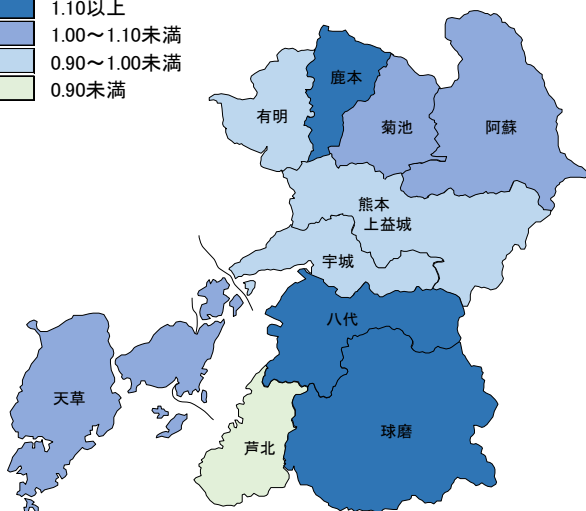 1.10以上
1.00～1.10未満
0.90～1.00未満
0.90未満
鹿本
有明
菊池
阿蘇
熊本
上益城
宇城
八代
天草
球磨
芦北